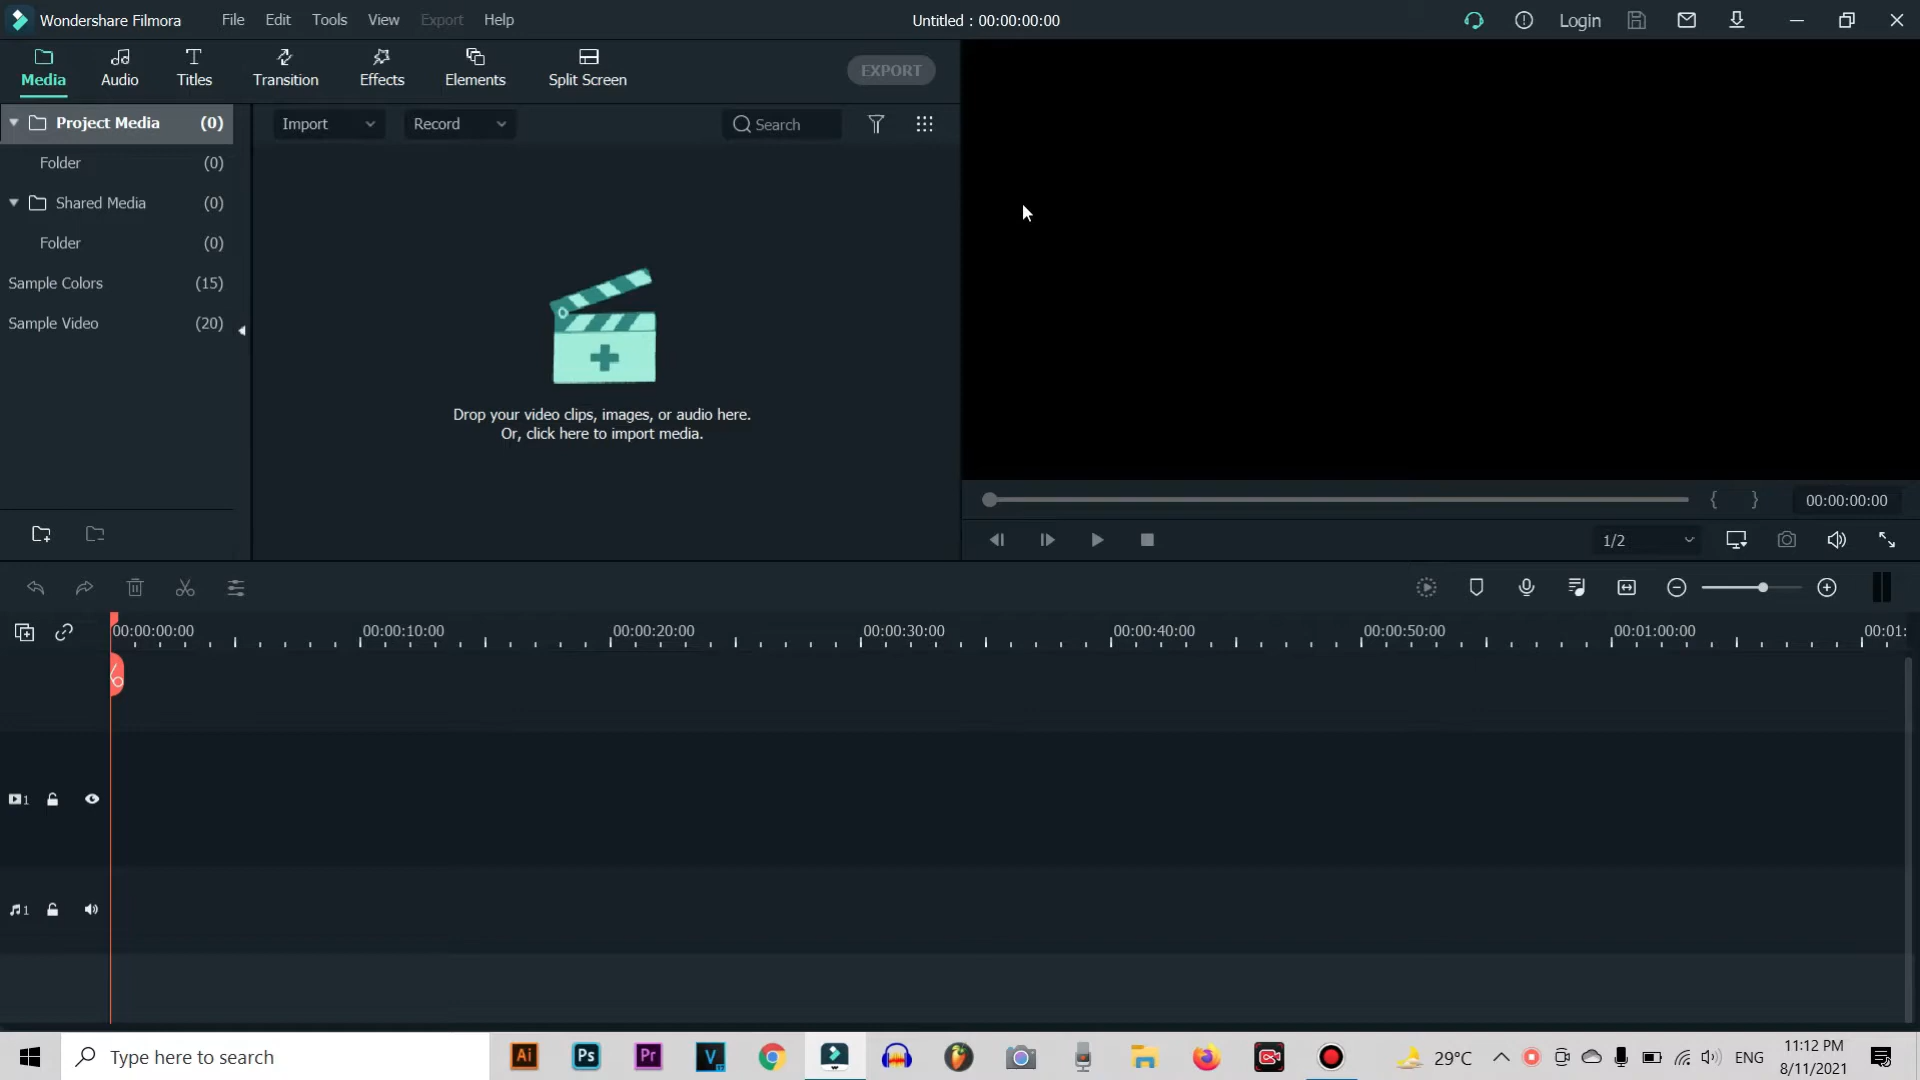 Wondershare Filmora File Edit Tools View Export Help Untitled : 00:00:00:00 Login
Media Audio Titles Transition Effects Elements Split Screen EXPORT
Project Media (0) Import Record Search
Folder (0)
Shared Media (0)
Folder (0)
Sample Colors (15)
Sample Video (20)
Drop your video clips, images, or audio here.
Or, click here to import media.
{ } 00:00:00:00
1/2
00:00:00:00 00:00:10:00 00:00:20:00 00:00:30:00 00:00:40:00 00:00:50:00 00:01:00:00 00:01:
1
1
Type here to search Ai Ps Pr V 29°C ENG 11:12 PM
8/11/2021